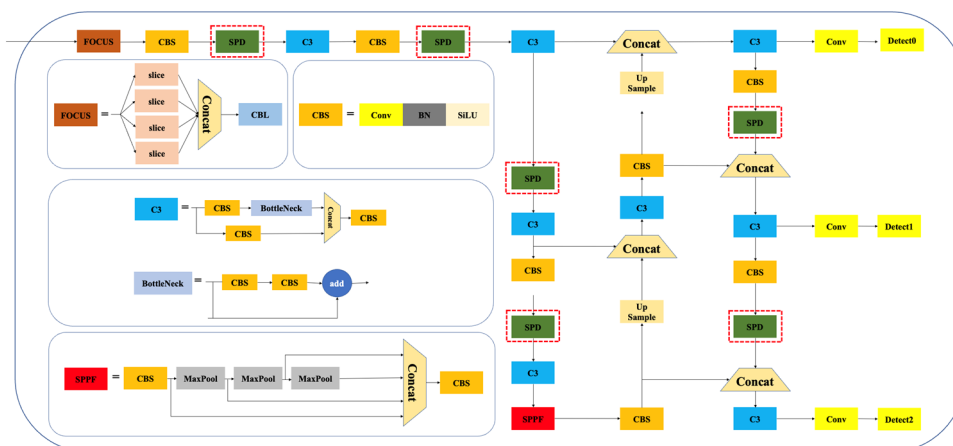 FOCUS CBS SPD C3 CBS SPD C3 Concat C3 Conv Detect0
Up
Sample
CBS
SPD
FOCUS = slice slice slice slice Concat CBL
CBS = Conv BN SiLU
CBS Concat
SPD
C3 = CBS BottleNeck Concat CBS
CBS
C3 C3 C3 Conv Detect1
Concat
CBS CBS
BottleNeck = CBS CBS add
Up
Sample
SPD SPD
SPPF = CBS MaxPool MaxPool MaxPool Concat CBS
C3 Concat
SPPF CBS C3 Conv Detect2